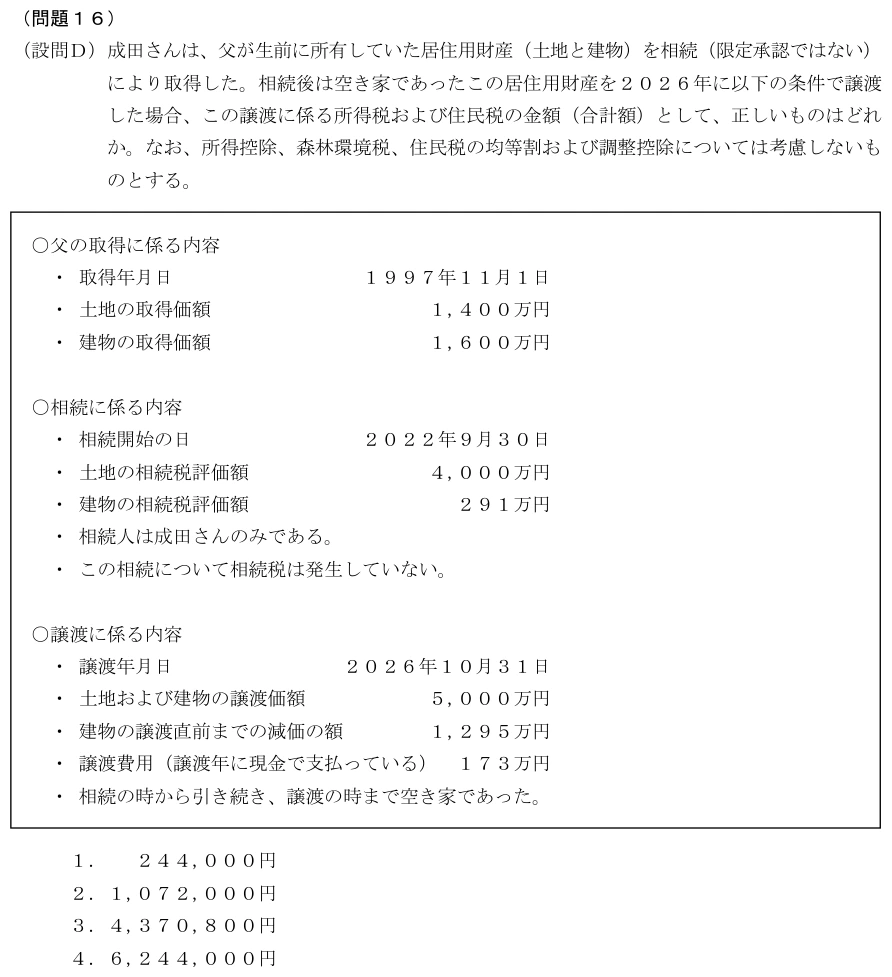 （問題１６）
（設問Ｄ）成田さんは、父が生前に所有していた居住用財産（土地と建物）を相続（限定承認ではない）
により取得した。相続後は空き家であったこの居住用財産を２０２６年に以下の条件で譲渡
した場合、この譲渡に係る所得税および住民税の金額（合計額）として、正しいものはどれ
か。なお、所得控除、森林環境税、住民税の均等割および調整控除については考慮しないも
のとする。
〇父の取得に係る内容
・ 取得年月日 １９９７年１１月１日
・ 土地の取得価額 １,４００万円
・ 建物の取得価額 １,６００万円
〇相続に係る内容
・ 相続開始の日 ２０２２年９月３０日
・ 土地の相続税評価額 ４,０００万円
・ 建物の相続税評価額 ２９１万円
・ 相続人は成田さんのみである。
・ この相続について相続税は発生していない。
〇譲渡に係る内容
・ 譲渡年月日 ２０２６年１０月３１日
・ 土地および建物の譲渡価額 ５,０００万円
・ 建物の譲渡直前までの減価の額 １,２９５万円
・ 譲渡費用（譲渡年に現金で支払っている） １７３万円
・ 相続の時から引き続き、譲渡の時まで空き家であった。
１． ２４４,０００円
２．１,０７２,０００円
３．４,３７０,８００円
４．６,２４４,０００円